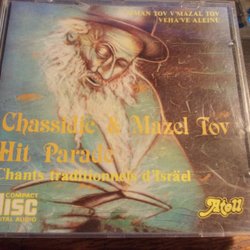 SIMAN TOV V'MAZAL TOV
VEHA'VE ALEINU
Chassidic & Mazel Tov
Hit Parade
Chants traditionnels d'Israël
COMPACT
DISC
DIGITAL AUDIO
Atoll